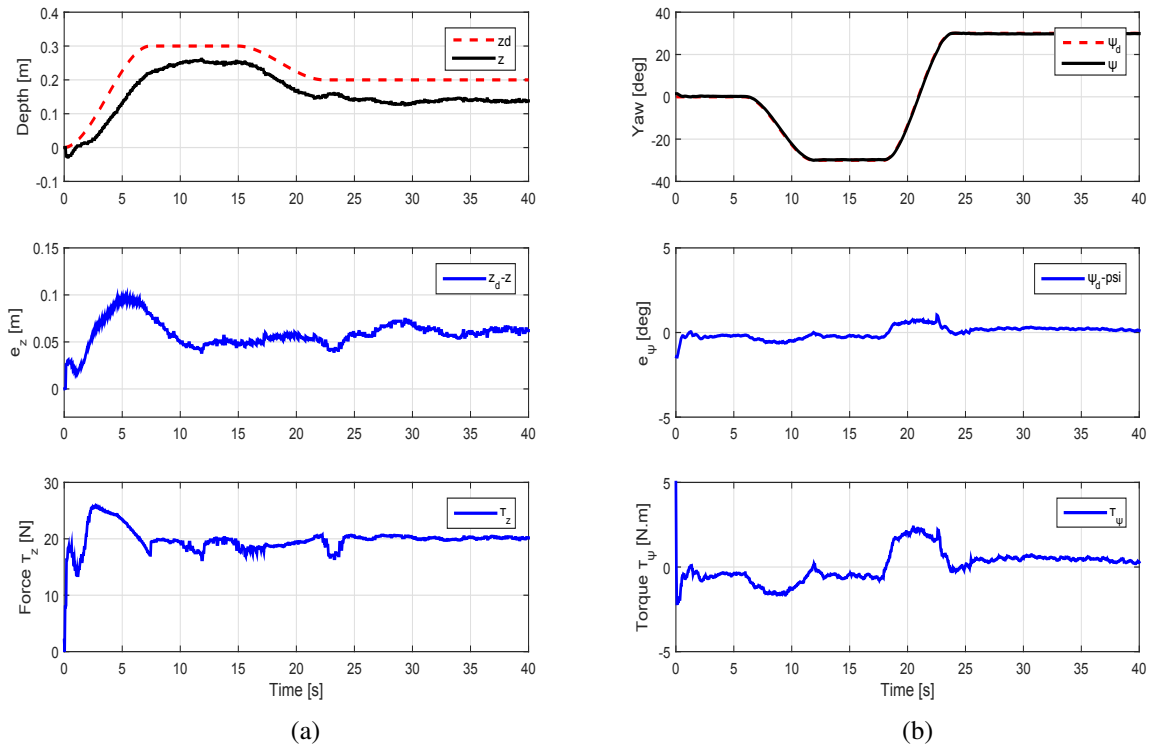 Depth [m]
0.4
0.3
0.2
0.1
0
-0.1
0 5 10 15 20 25 30 35 40
zd
z
e_z [m]
0.15
0.1
0.05
0
0 5 10 15 20 25 30 35 40
z_d-z
Force τ_z [N]
30
20
10
0
0 5 10 15 20 25 30 35 40
τ_z
Time [s]
(a)
Yaw [deg]
40
20
0
-20
-40
0 5 10 15 20 25 30 35 40
ψ_d
ψ
e_ψ [deg]
5
0
-5
0 5 10 15 20 25 30 35 40
ψ_d-psi
Torque τ_ψ [N.m]
5
0
-5
0 5 10 15 20 25 30 35 40
τ_ψ
Time [s]
(b)